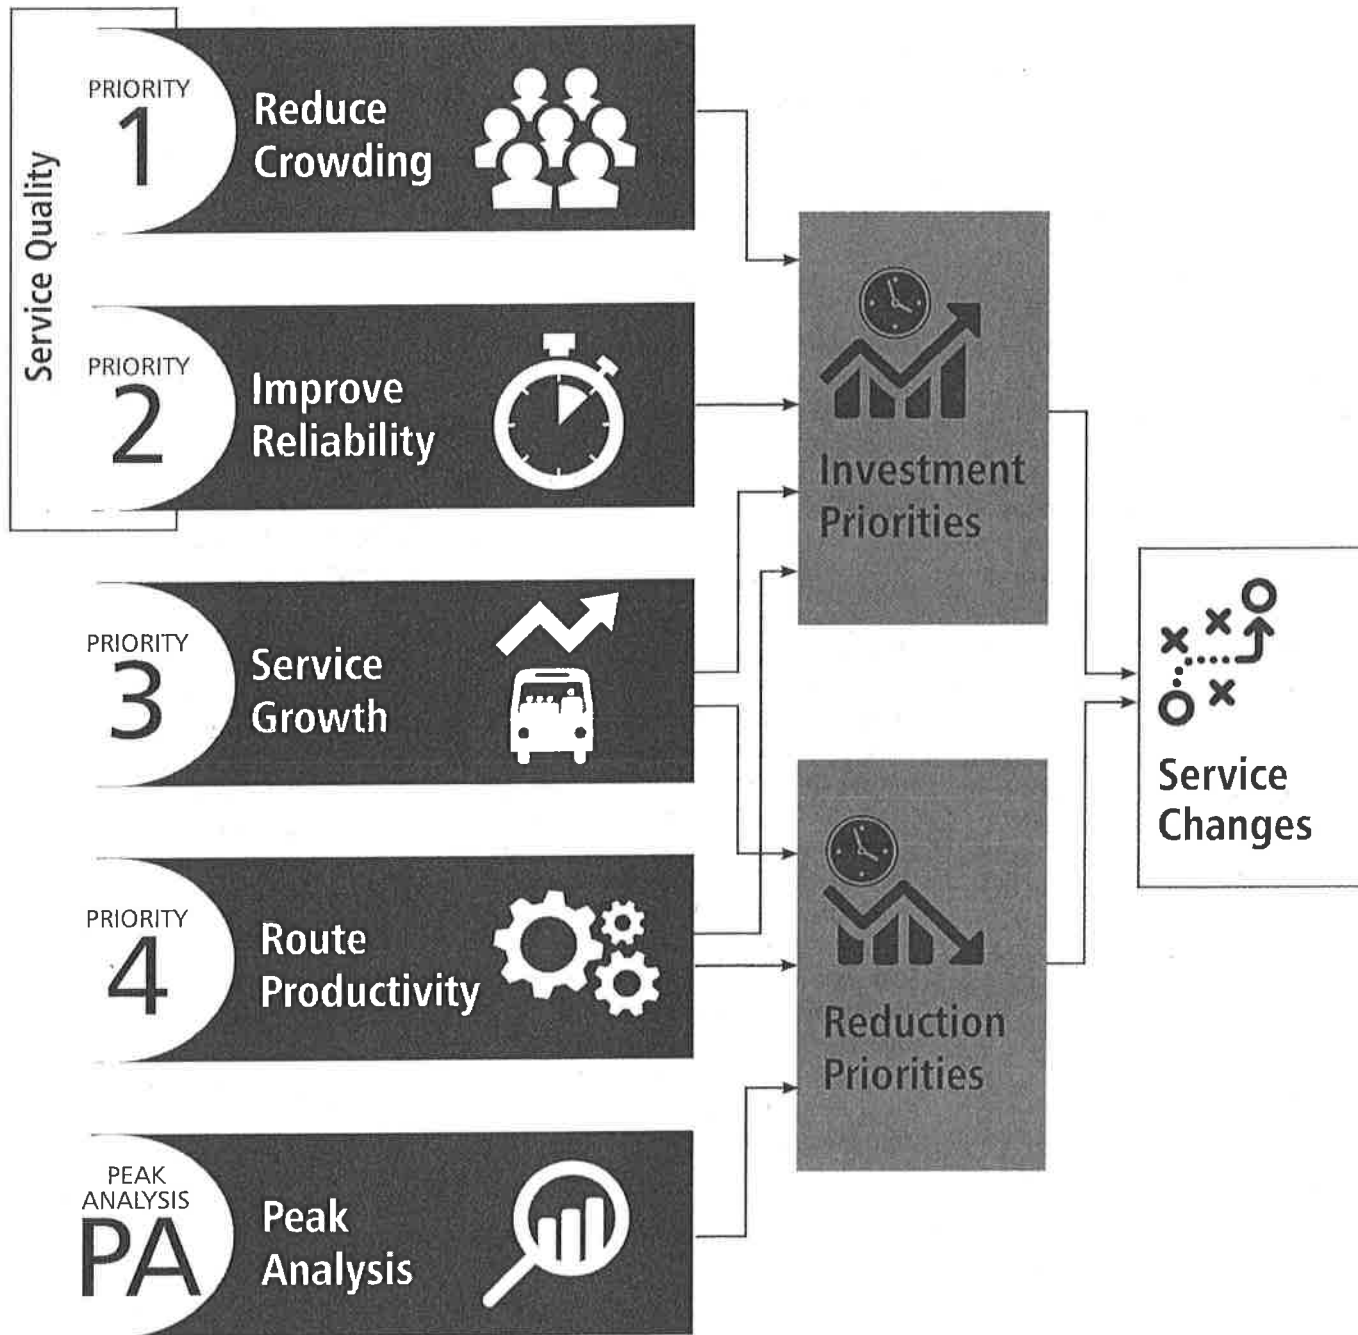 Service Quality
PRIORITY
1
Reduce
Crowding
PRIORITY
2
Improve
Reliability
PRIORITY
3
Service
Growth
PRIORITY
4
Route
Productivity
PEAK
ANALYSIS
PA
Peak
Analysis
Investment
Priorities
Reduction
Priorities
Service
Changes